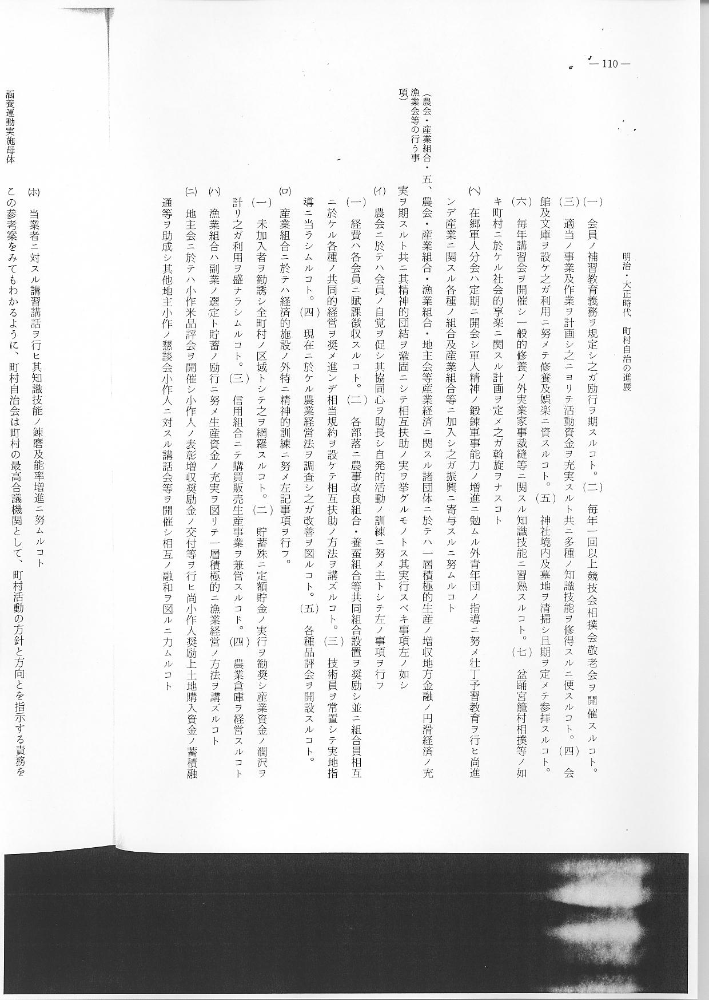 — 110 —
明治・大正時代　町村自治の進展
(一)　会員ノ補習教育義務ヲ規定シ之ガ励行ヲ期スルコト。(二)　毎年一回以上競技会相撲会敬老会ヲ開催スルコト。
(三)　適当ノ事業及作業ヲ計画シ之ニヨリテ活動資金ヲ充実スルト共ニ多種ノ知識技能ヲ修得スルニ便スルコト。(四)　会
館及文庫ヲ設ケ之ガ利用ニ努メテ修養及娯楽ニ資スルコト。(五)　神社境内及墓地ヲ清掃シ且期ヲ定メテ参拝スルコト。
(六)　毎年講習会ヲ開催シ一般的修養ノ外実業家事裁縫等ニ関スル知識技能ニ習熟スルコト。(七)　盆踊宮籠村相撲等ノ如
キ町村ニ於ケル社会的享楽ニ関スル計画ヲ定メ之ガ斡旋ヲナスコト
(ヘ)　在郷軍人分会ハ定期ニ開会シ軍人精神ノ鍛錬軍事能力ノ増進ニ勉ムル外青年団ノ指導ニ努メ壮丁予習教育ヲ行ヒ尚進
ンデ産業ニ関スル各種ノ組合及産業組合等ニ加入シ之ガ振興ニ寄与スルニ努ムルコト
(農会・産業組合・
漁業会等の行う事
項)
五、農会・産業組合・漁業組合・地主会等産業経済ニ関スル諸団体ニ於テハ一層積極的生産ノ増収地方金融ノ円滑経済ノ充
実ヲ期スルト共ニ其精神的団結ヲ鞏固ニシテ相互扶助ノ実ヲ挙グルモノトス其実行スベキ事項左ノ如シ
(イ)　農会ニ於テハ会員ノ自覚ヲ促シ其協同心ヲ助長シ自発的活動ノ訓練ニ努メ主トシテ左ノ事項ヲ行フ
(一)　経費ハ各会員ニ賦課徴収スルコト。(二)　各部落ニ農事改良組合・養蚕組合等共同組合設置ヲ奨励シ並ニ組合員相互
ニ於ケル各種ノ共同的経営ヲ奨メ進ンデ相当規約ヲ設ケテ相互扶助ノ方法ヲ講ズルコト。(三)　技術員ヲ常置シテ実地指
導ニ当ラシムルコト。(四)　現在ニ於ケル農業経営法ヲ調査シ之ガ改善ヲ図ルコト。(五)　各種品評会ヲ開設スルコト。
(ロ)　産業組合ニ於テハ経済的施設ノ外特ニ精神的訓練ニ努メ左記事項ヲ行フ。
(一)　未加入者ヲ勧誘シ全町村ノ区域トシテ之ヲ網羅スルコト。(二)　貯蓄殊ニ定額貯金ノ実行ヲ勧奨シ産業資金ノ潤沢ヲ
計リ之ガ利用ヲ盛ナラシムルコト。(三)　信用組合ニテ購買販売生産事業ヲ兼営スルコト。(四)　農業倉庫ヲ経営スルコト
(ハ)　漁業組合ハ副業ノ選定ト貯蓄ノ励行ニ努メ生産資金ノ充実ヲ図リテ一層積極的ニ漁業経営ノ方法ヲ講ズルコト
(ニ)　地主会ニ於テハ小作米品評会ヲ開催シ小作人ノ表彰増収奨励金ノ交付等ヲ行ヒ尚小作人奨励上土地購入資金ノ蓄積融
通等ヲ助成シ其他地主小作ノ懇談会小作人ニ対スル講話会等ヲ開催シ相互ノ融和ヲ図ルニ力ムルコト
(ホ)　当業者ニ対スル講習講話ヲ行ヒ其知識技能ノ錬磨及能率増進ニ努ムルコト
涵養運動実施母体
この参考案をみてもわかるように、町村自治会は町村の最高合議機関として、町村活動の方針と方向とを指示する責務を